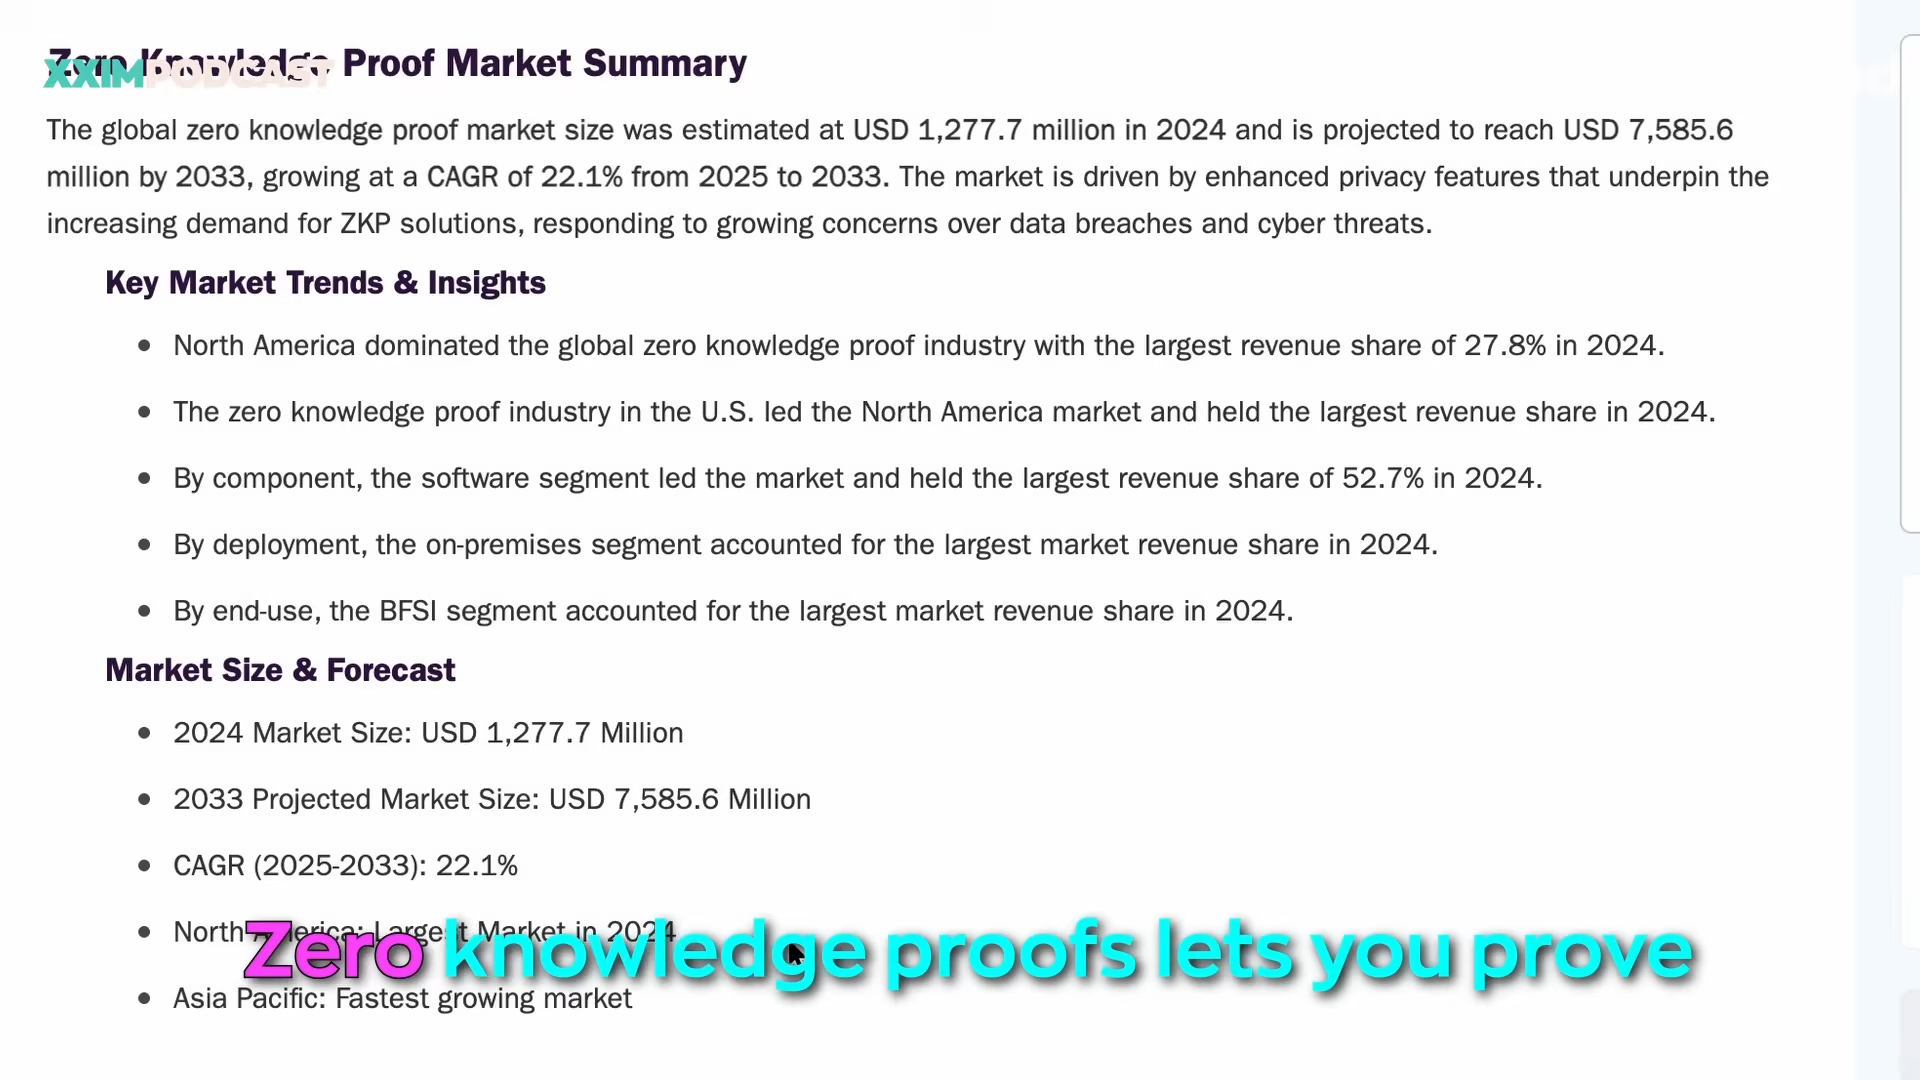 Zero Knowledge Proof Market Summary
XXIMPODCAST
The global zero knowledge proof market size was estimated at USD 1,277.7 million in 2024 and is projected to reach USD 7,585.6
million by 2033, growing at a CAGR of 22.1% from 2025 to 2033. The market is driven by enhanced privacy features that underpin the
increasing demand for ZKP solutions, responding to growing concerns over data breaches and cyber threats.
Key Market Trends & Insights
• North America dominated the global zero knowledge proof industry with the largest revenue share of 27.8% in 2024.
• The zero knowledge proof industry in the U.S. led the North America market and held the largest revenue share in 2024.
• By component, the software segment led the market and held the largest revenue share of 52.7% in 2024.
• By deployment, the on-premises segment accounted for the largest market revenue share in 2024.
• By end-use, the BFSI segment accounted for the largest market revenue share in 2024.
Market Size & Forecast
• 2024 Market Size: USD 1,277.7 Million
• 2033 Projected Market Size: USD 7,585.6 Million
• CAGR (2025-2033): 22.1%
• North America: Largest Market in 2024
Zero knowledge proofs lets you prove
• Asia Pacific: Fastest growing market